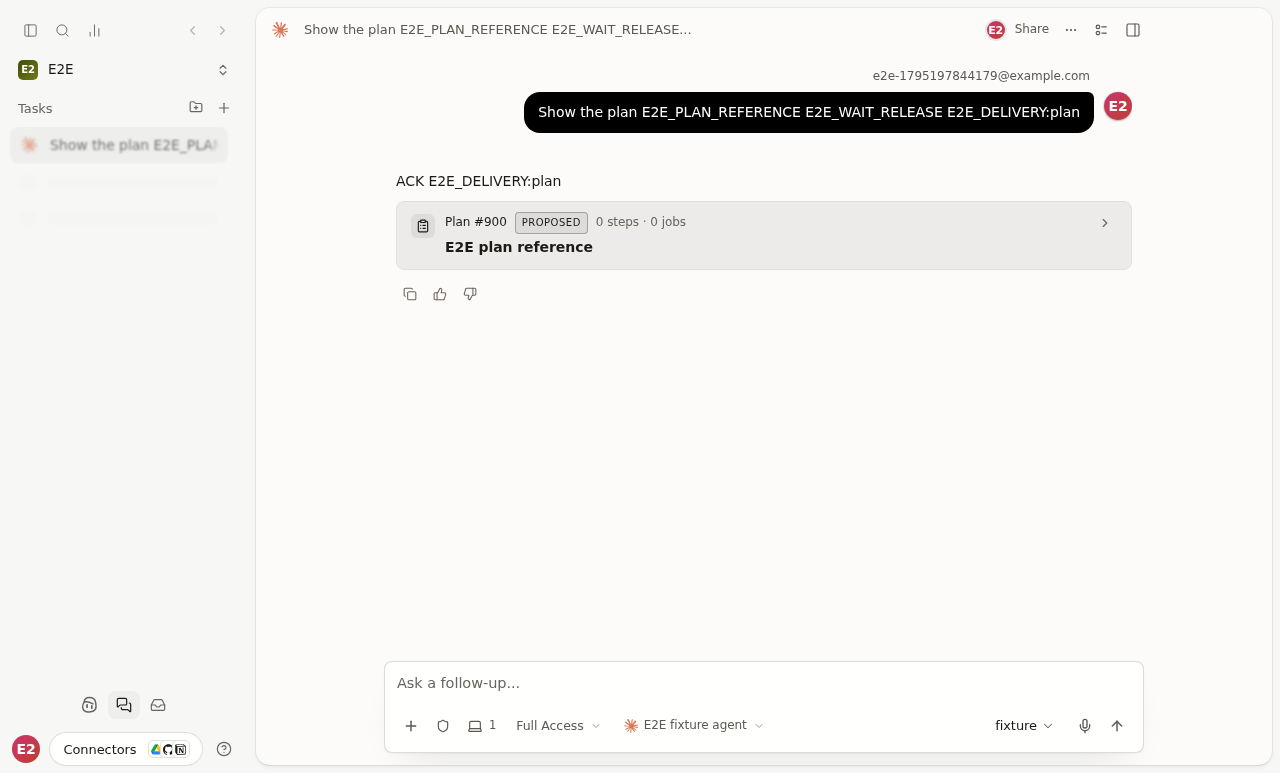 Show the plan E2E_PLAN_REFERENCE E2E_WAIT_RELEASE...
E2 Share
E2 E2E
Tasks
Show the plan E2E_PLA
e2e-1795197844179@example.com
Show the plan E2E_PLAN_REFERENCE E2E_WAIT_RELEASE E2E_DELIVERY:plan
E2
ACK E2E_DELIVERY:plan
Plan #900 PROPOSED 0 steps · 0 jobs
E2E plan reference
Ask a follow-up...
1 Full Access E2E fixture agent fixture
E2 Connectors